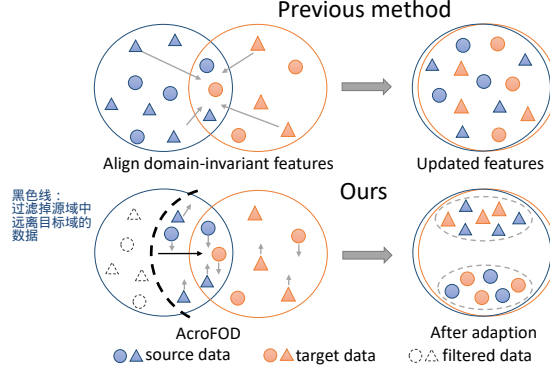 Previous method
Align domain-invariant features
Updated features
黑色线：
过滤掉源域中
远离目标域的
数据
Ours
AcroFOD
After adaption
source data
target data
filtered data